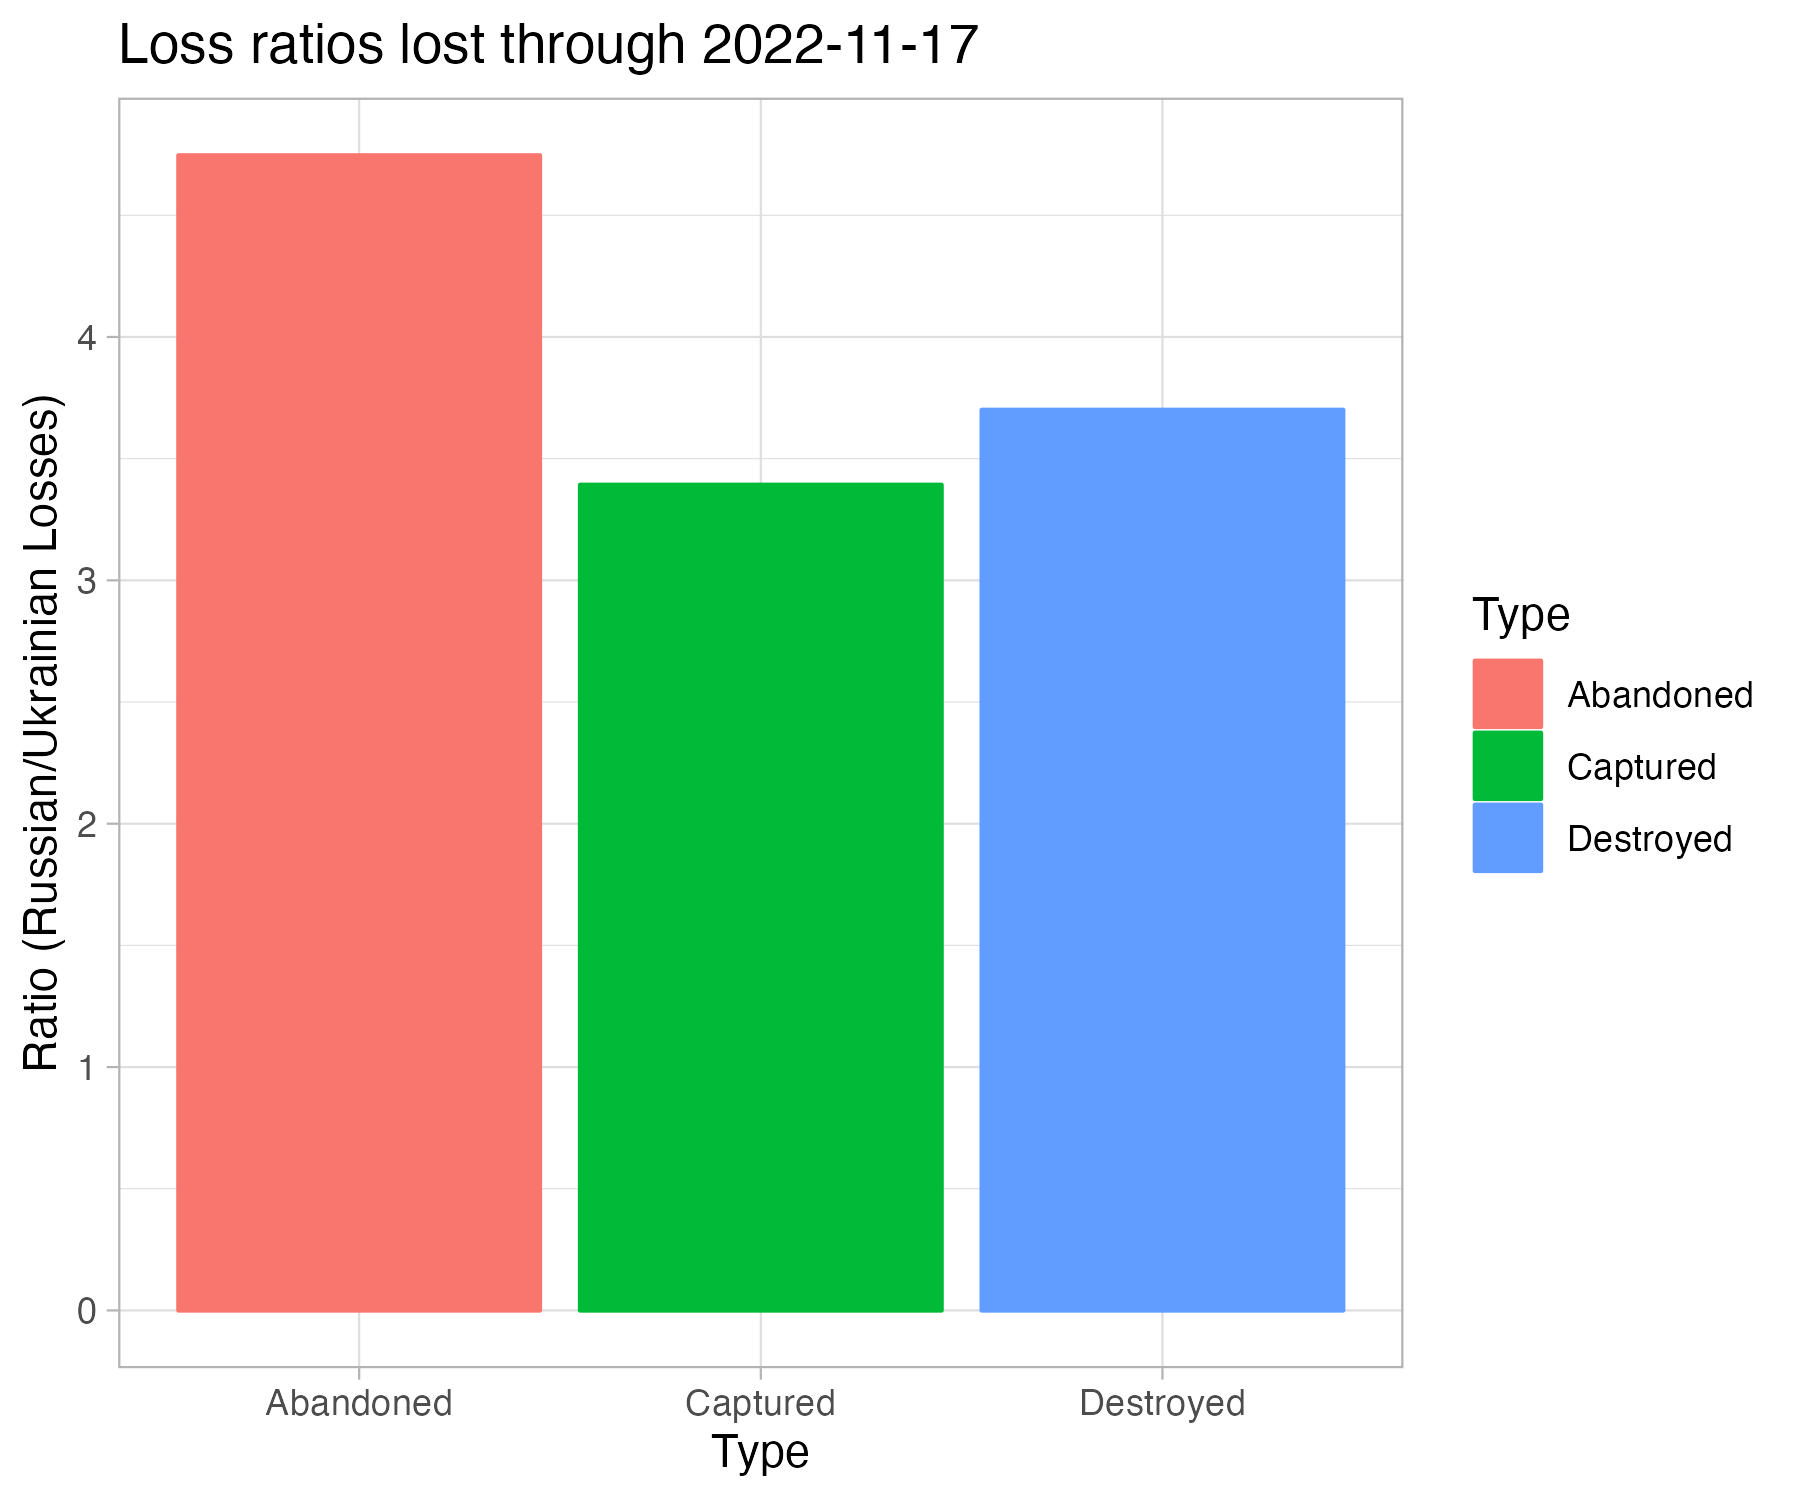 Loss ratios lost through 2022-11-17
Ratio (Russian/Ukrainian Losses)
4
3
2
1
0
Abandoned
Captured
Destroyed
Type
Type
Abandoned
Captured
Destroyed